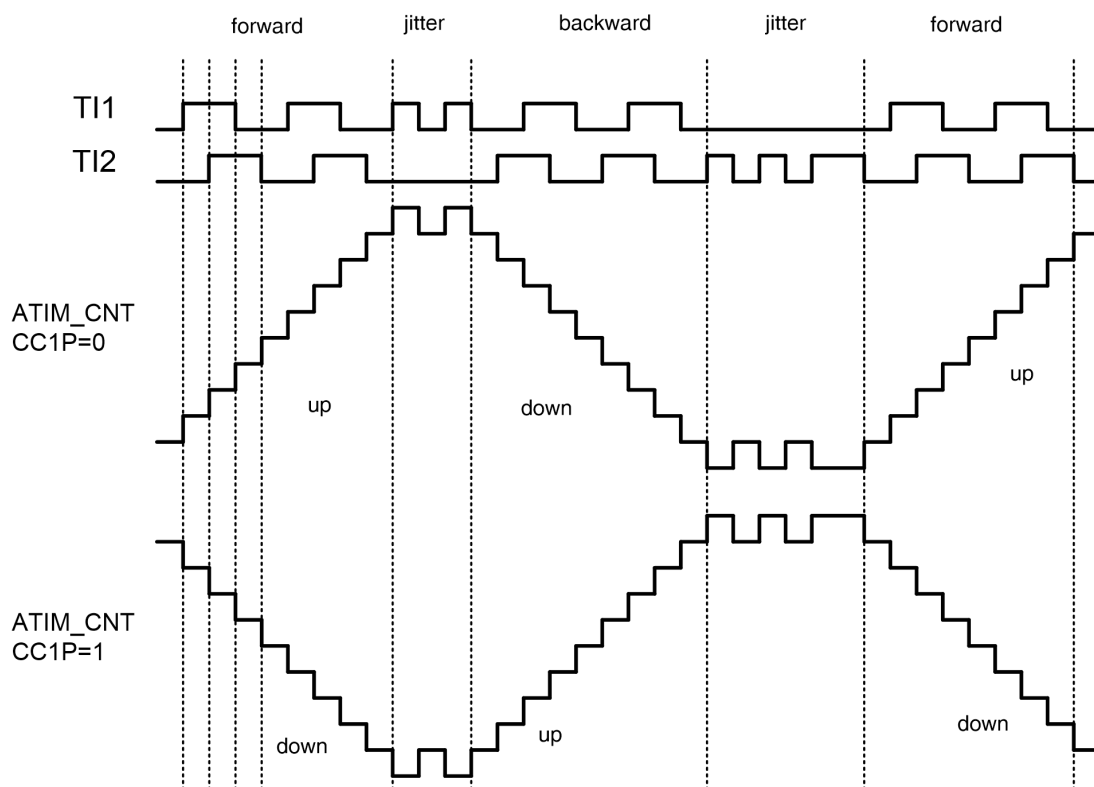 forward jitter backward jitter forward
TI1
TI2
ATIM_CNT
CC1P=0
up
down
up
ATIM_CNT
CC1P=1
down
up
down